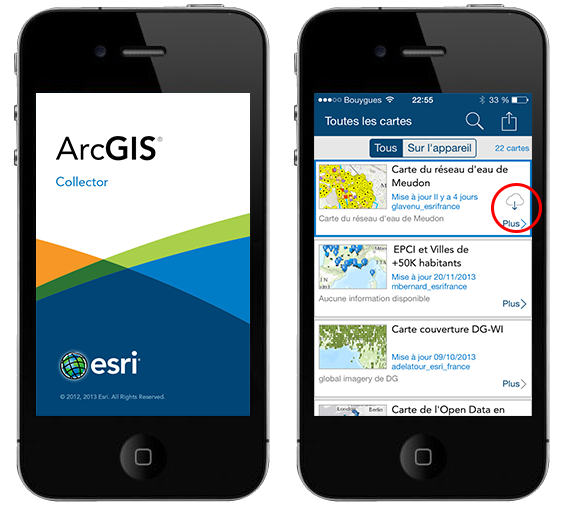 ArcGIS®
Collector
esri®
© 2012, 2013 Esri. All Rights Reserved.
Bouygues 22:55 33 %
Toutes les cartes
Tous Sur l'appareil 22 cartes
Carte du réseau d'eau de
Meudon
Mise à jour Il y a 4 jours
glavenu_esrifrance
Carte du réseau d'eau de Meudon
Plus
EPCI et Villes de
+50K habitants
Mise à jour 20/11/2013
mbernard_esrifrance
Aucune information disponible
Plus
Carte couverture DG-WI
Mise à jour 09/10/2013
adelatour_esri_france
global imagery de DG
Plus
London Berlin
Carte de l'Open Data en